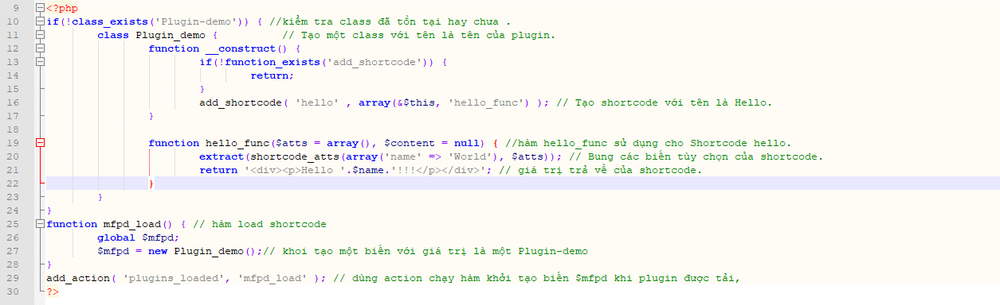 9 <?php
10 if(!class_exists('Plugin-demo')) { //kiểm tra class đã tồn tại hay chưa .
11 class Plugin_demo { // Tạo một class với tên là tên của plugin.
12 function __construct() {
13 if(!function_exists('add_shortcode')) {
14 return;
15 }
16 add_shortcode( 'hello' , array(&$this, 'hello_func') ); // Tạo shortcode với tên là Hello.
17 }
18
19 function hello_func($atts = array(), $content = null) { //hàm hello_func sử dụng cho Shortcode hello.
20 extract(shortcode_atts(array('name' => 'World'), $atts)); // Bung các biến tùy chọn của shortcode.
21 return '<div><p>Hello '.$name.'!!!</p></div>'; // giá trị trả về của shortcode.
22 }
23 }
24 }
25 function mfpd_load() { // hàm load shortcode
26 global $mfpd;
27 $mfpd = new Plugin_demo();// khoi tạo một biến với giá trị là một Plugin-demo
28 }
29 add_action( 'plugins_loaded', 'mfpd_load' ); // dùng action chạy hàm khởi tạo biến $mfpd khi plugin được tải,
30 ?>